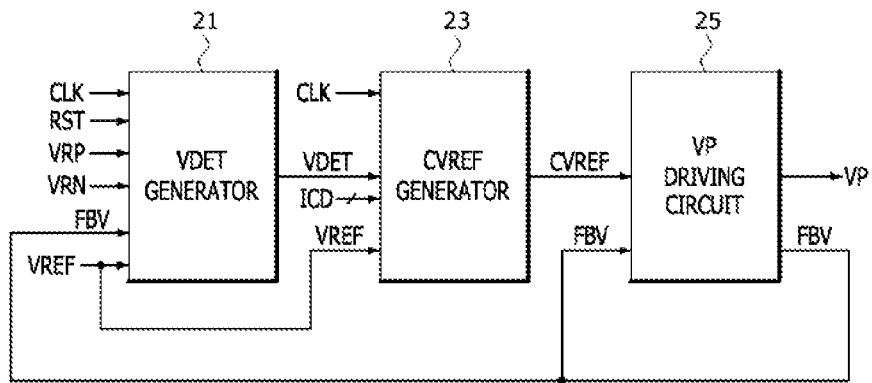 21
23
25
CLK
RST
VRP
VRN
FBV
VREF
VDET
GENERATOR
VDET
CLK
ICD
VREF
CVREF
GENERATOR
CVREF
FBV
VP
DRIVING
CIRCUIT
VP
FBV